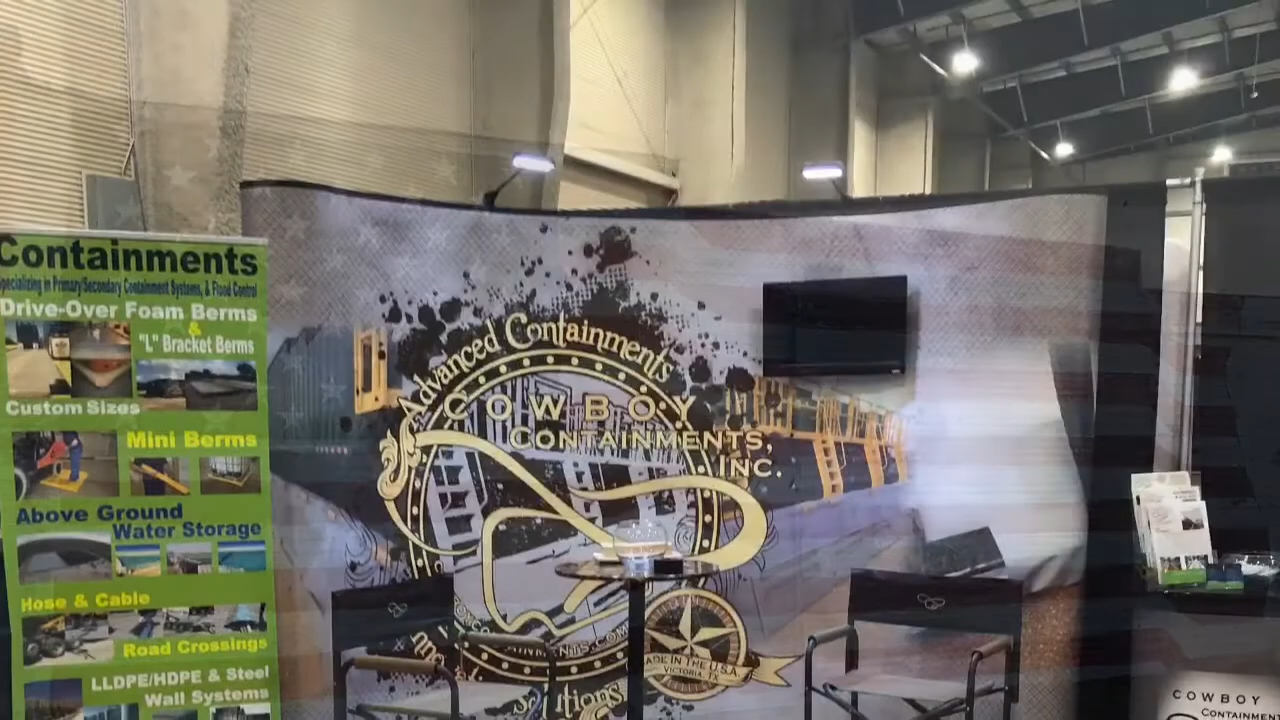 Containments
Specializing in Primary/Secondary Containment Systems, & Flood Control
Drive-Over Foam Berms
&
"L" Bracket Berms
Custom Sizes
Mini Berms
Above Ground
Water Storage
Hose & Cable
Road Crossings
LLDPE/HDPE & Steel
Wall Systems
Advanced Containments
COWBOY
CONTAINMENTS,
INC.
MADE IN THE U.S.A.
VICTORIA, TX
COWBOY
CONTAINMEN